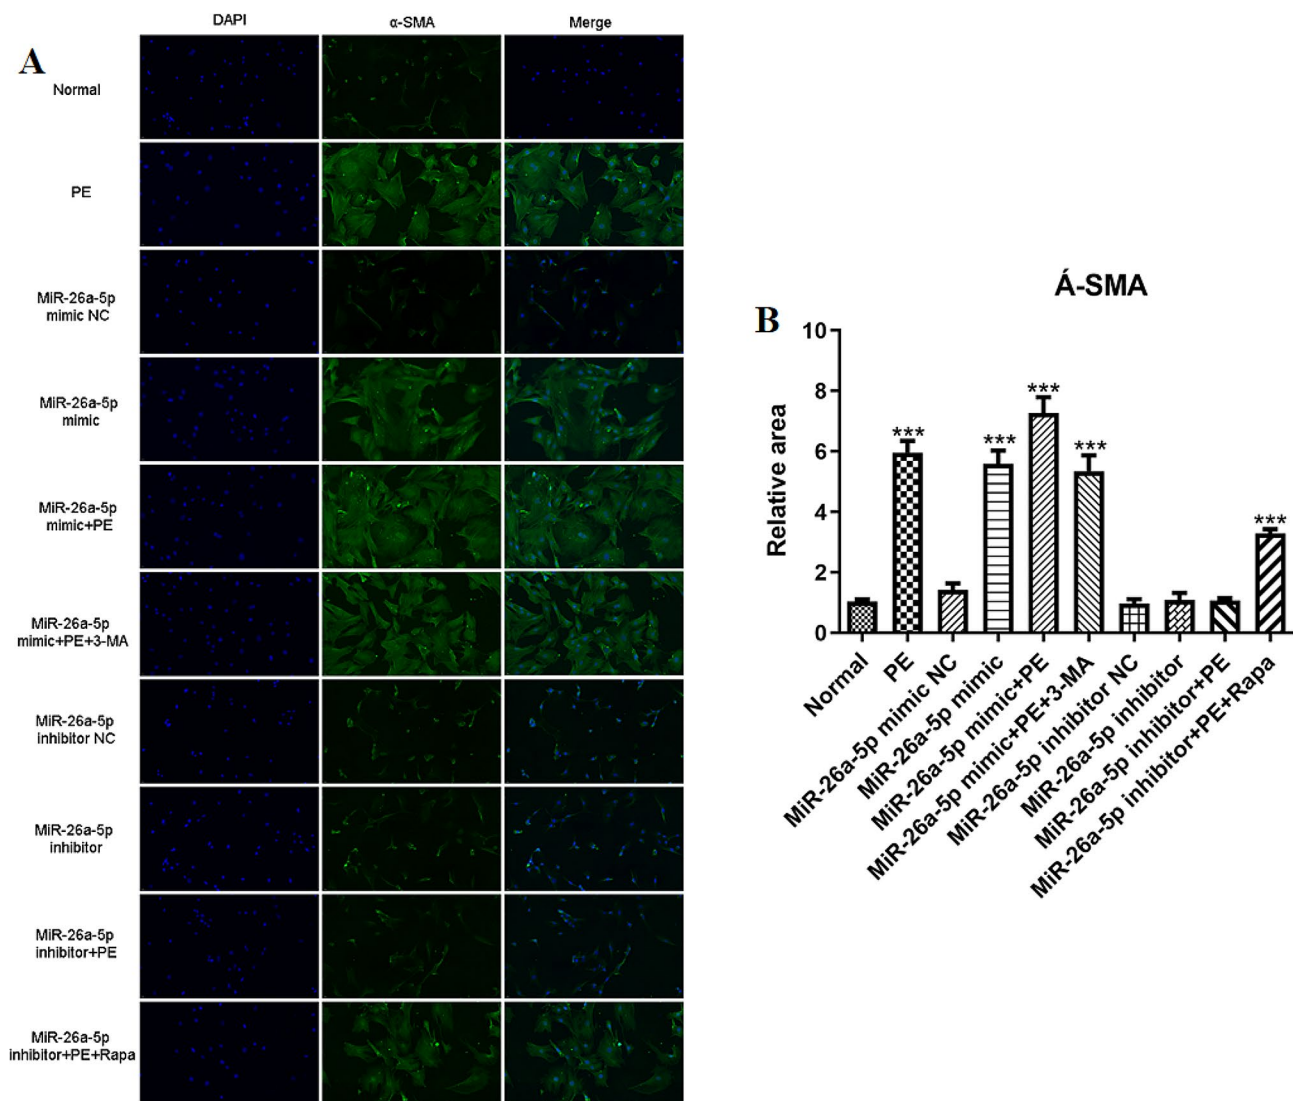 DAPI
α-SMA
Merge
A
Normal
PE
MiR-26a-5p
mimic NC
MiR-26a-5p
mimic
MiR-26a-5p
mimic+PE
MiR-26a-5p
mimic+PE+3-MA
MiR-26a-5p
inhibitor NC
MiR-26a-5p
inhibitor
MiR-26a-5p
inhibitor+PE
MiR-26a-5p
inhibitor+PE+Rapa
B
Á-SMA
Relative area
10
8
6
4
2
0
***
***
***
***
***
Normal
PE
MiR-26a-5p mimic NC
MiR-26a-5p mimic
MiR-26a-5p mimic+PE
MiR-26a-5p mimic+PE+3-MA
MiR-26a-5p inhibitor NC
MiR-26a-5p inhibitor
MiR-26a-5p inhibitor+PE
MiR-26a-5p inhibitor+PE+Rapa